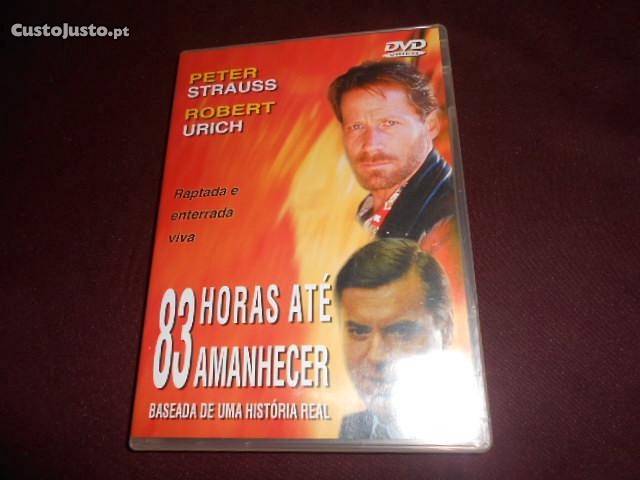 CustoJusto.pt
DVD
VIDEO
PETER
STRAUSS
ROBERT
URICH
Raptada e
enterrada
viva
83 HORAS ATÉ
AMANHECER
BASEADA DE UMA HISTÓRIA REAL